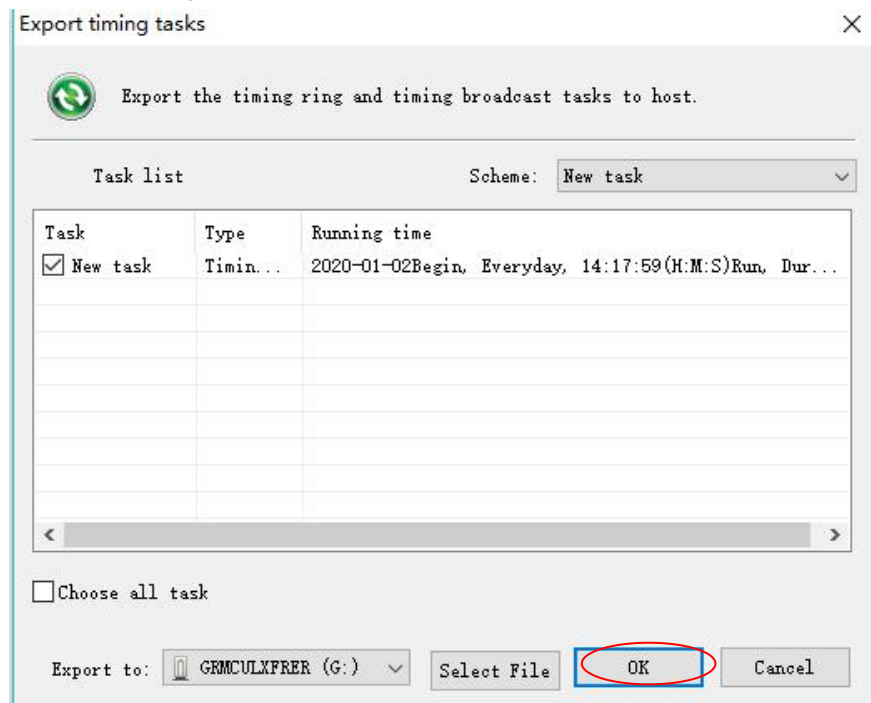 Export timing tasks
Export the timing ring and timing broadcast tasks to host.
Task list Scheme: New task
Task Type Running time
New task Timin... 2020-01-02Begin, Everyday, 14:17:59(H:M:S)Run, Dur...
Choose all task
Export to: GRMCULXFRER (G:) Select File OK Cancel